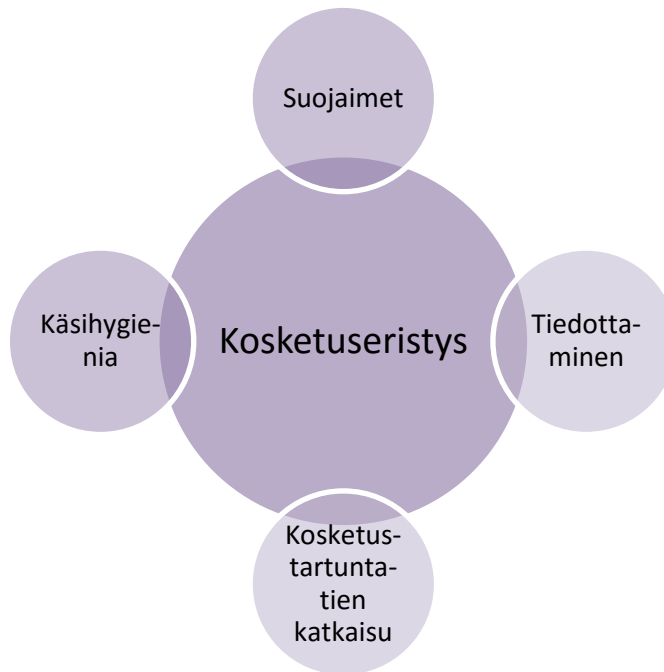 Suojaimet
Käsihygie-
nia
Kosketuseristys
Tiedotta-
minen
Kosketus-
tartunta-
tien
katkaisu